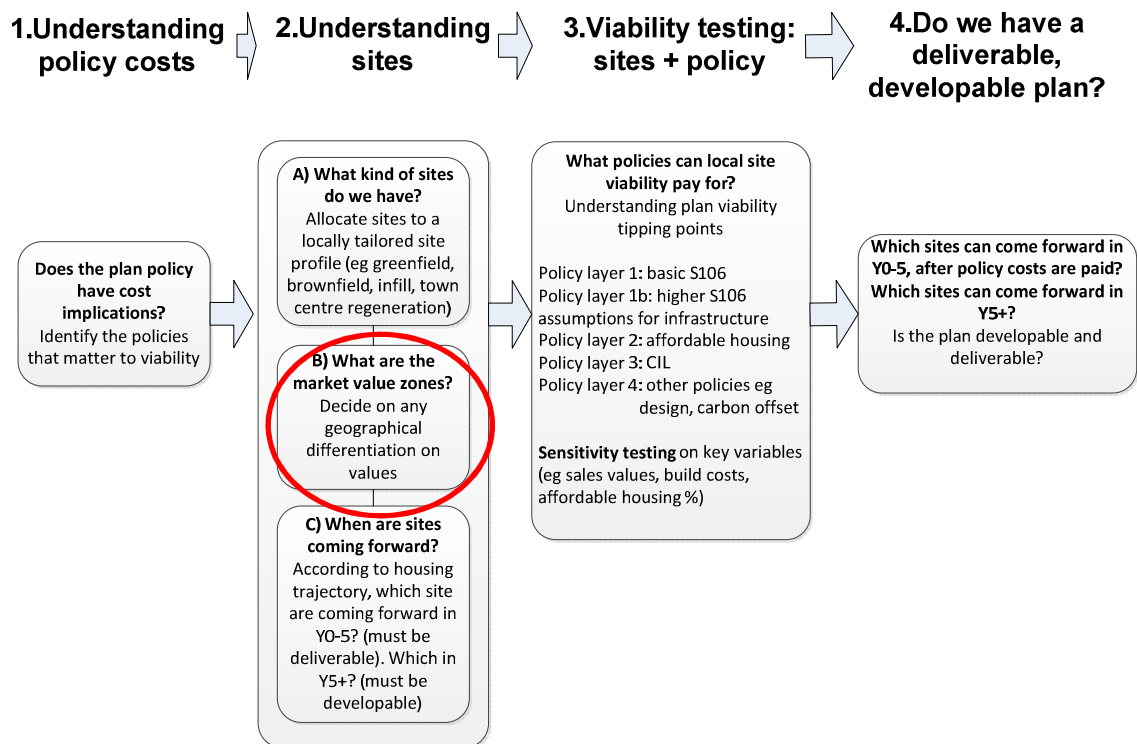 1.Understanding
policy costs
2.Understanding
sites
3.Viability testing:
sites + policy
4.Do we have a
deliverable,
developable plan?
Does the plan policy
have cost
implications?
Identify the policies
that matter to viability
A) What kind of sites
do we have?
Allocate sites to a
locally tailored site
profile (eg greenfield,
brownfield, infill, town
centre regeneration)
B) What are the
market value zones?
Decide on any
geographical
differentiation on
values
C) When are sites
coming forward?
According to housing
trajectory, which site
are coming forward in
Y0-5? (must be
deliverable). Which in
Y5+? (must be
developable)
What policies can local site
viability pay for?
Understanding plan viability
tipping points
Policy layer 1: basic S106
Policy layer 1b: higher S106
assumptions for infrastructure
Policy layer 2: affordable housing
Policy layer 3: CIL
Policy layer 4: other policies eg
design, carbon offset
Sensitivity testing on key variables
(eg sales values, build costs,
affordable housing %)
Which sites can come forward in
Y0-5, after policy costs are paid?
Which sites can come forward in
Y5+?
Is the plan developable and
deliverable?